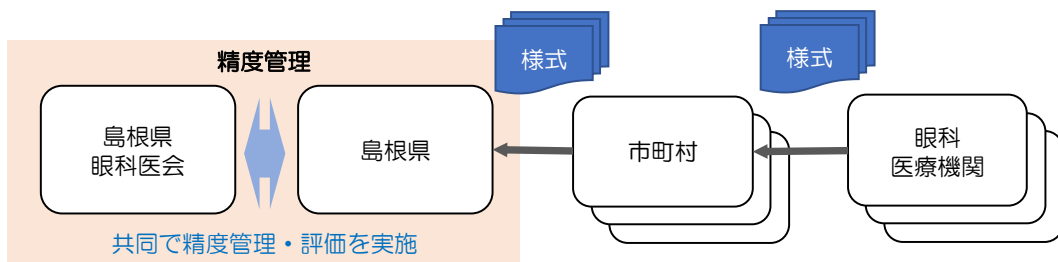 精度管理
様式
様式
島根県
眼科医会
島根県
市町村
眼科
医療機関
共同で精度管理・評価を実施